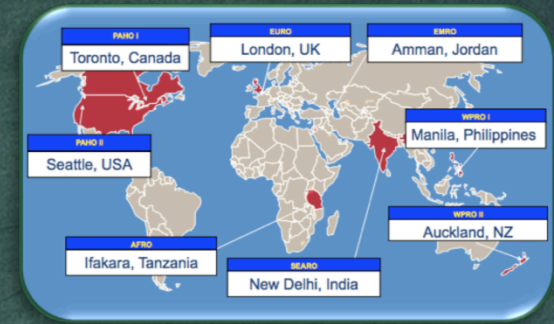 PAHO I
Toronto, Canada
EURO
London, UK
EMRO
Amman, Jordan
WPRO I
Manila, Philippines
PAHO II
Seattle, USA
WPRO II
Auckland, NZ
AFRO
Ifakara, Tanzania
SEARO
New Delhi, India